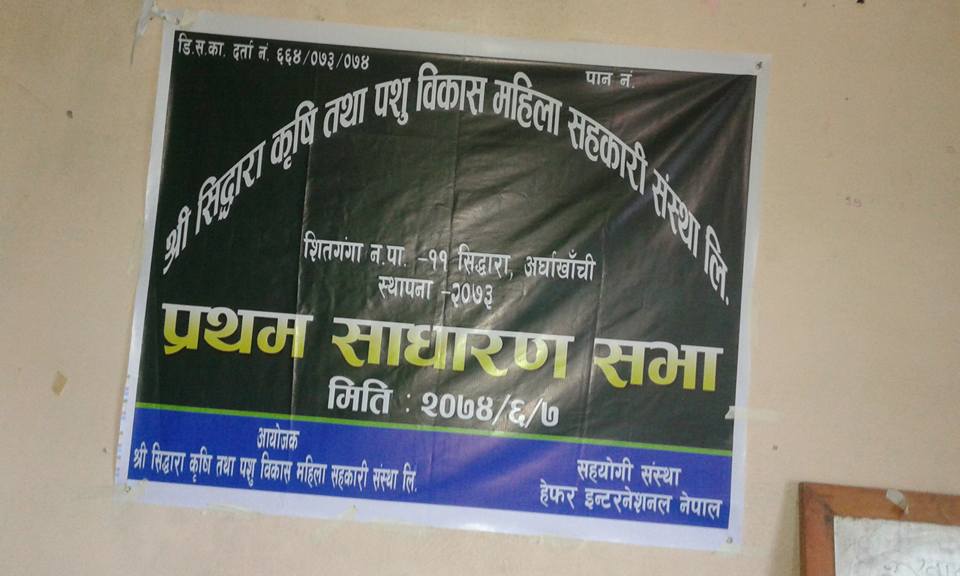 डि.स.का. दर्ता नं. ६६४/०७३/०७४
पान नं.
श्री सिद्धारा कृषि तथा पशु विकास महिला सहकारी संस्था लि.
शितगंगा न.पा. -११ सिद्धारा, अर्घाखाँची
स्थापना -२०७३
प्रथम साधारण सभा
मिति : २०७४/६/७
आयोजक
श्री सिद्धारा कृषि तथा पशु विकास महिला सहकारी संस्था लि.
सहयोगी संस्था
हेफर इन्टरनेशनल नेपाल